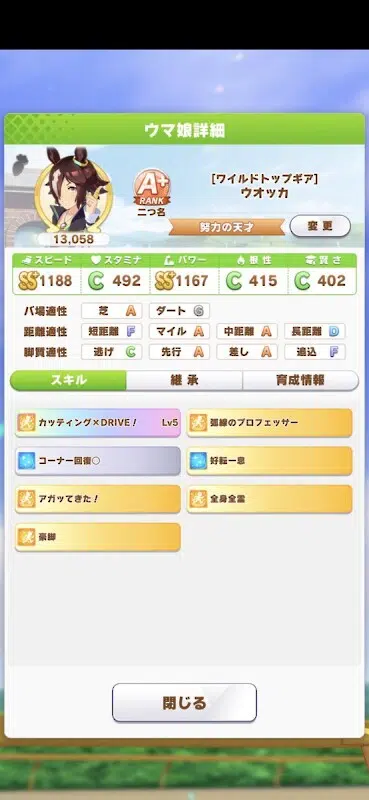 ウマ娘詳細
A+
RANK
[ワイルドトップギア]
ウオッカ
二つ名
努力の天才
変更
13,058
スピード スタミナ パワー 根性 賢さ
SS 1188 C 492 SS 1167 C 415 C 402
バ場適性 芝 A ダート G
距離適性 短距離 F マイル A 中距離 A 長距離 D
脚質適性 逃げ C 先行 A 差し A 追込 F
スキル 継承 育成情報
カッティング×DRIVE！ Lv5 弧線のプロフェッサー
コーナー回復○ 好転一息
アガッてきた！ 全身全霊
豪脚
閉じる